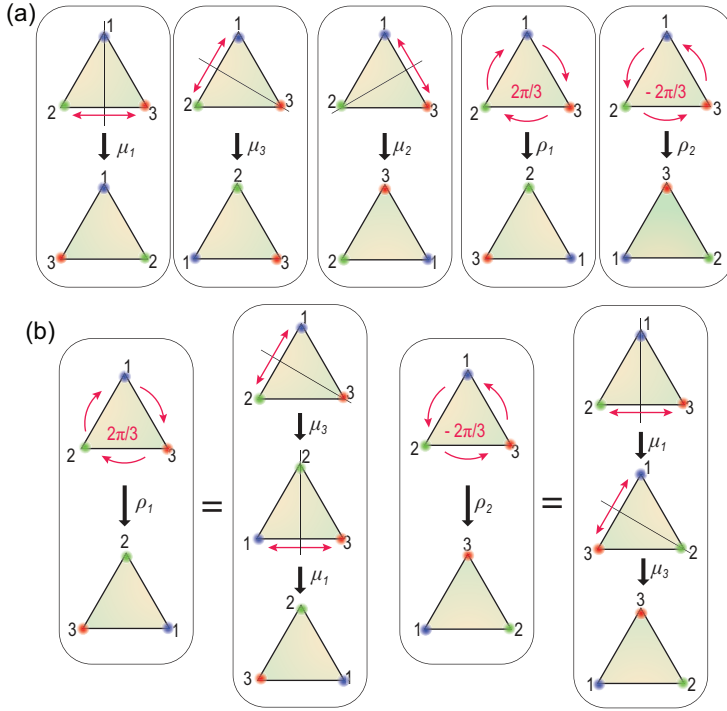 (a)
1 1 1 1 1
2π/3 - 2π/3
2 3 2 3 2 3 2 3 2 3
μ1 μ3 μ2 ρ1 ρ2
1 2 3 2 3
3 2 1 3 2 1 3 1 1 2
(b)
1 1 1 1
2 3 2 3
2π/3 - 2π/3
2 3 2 3
μ3 μ1
2 1
ρ1 = ρ2 =
1 3 3 2
2 3
μ1 μ3
3 1 1 2
2 3
3 1 1 2